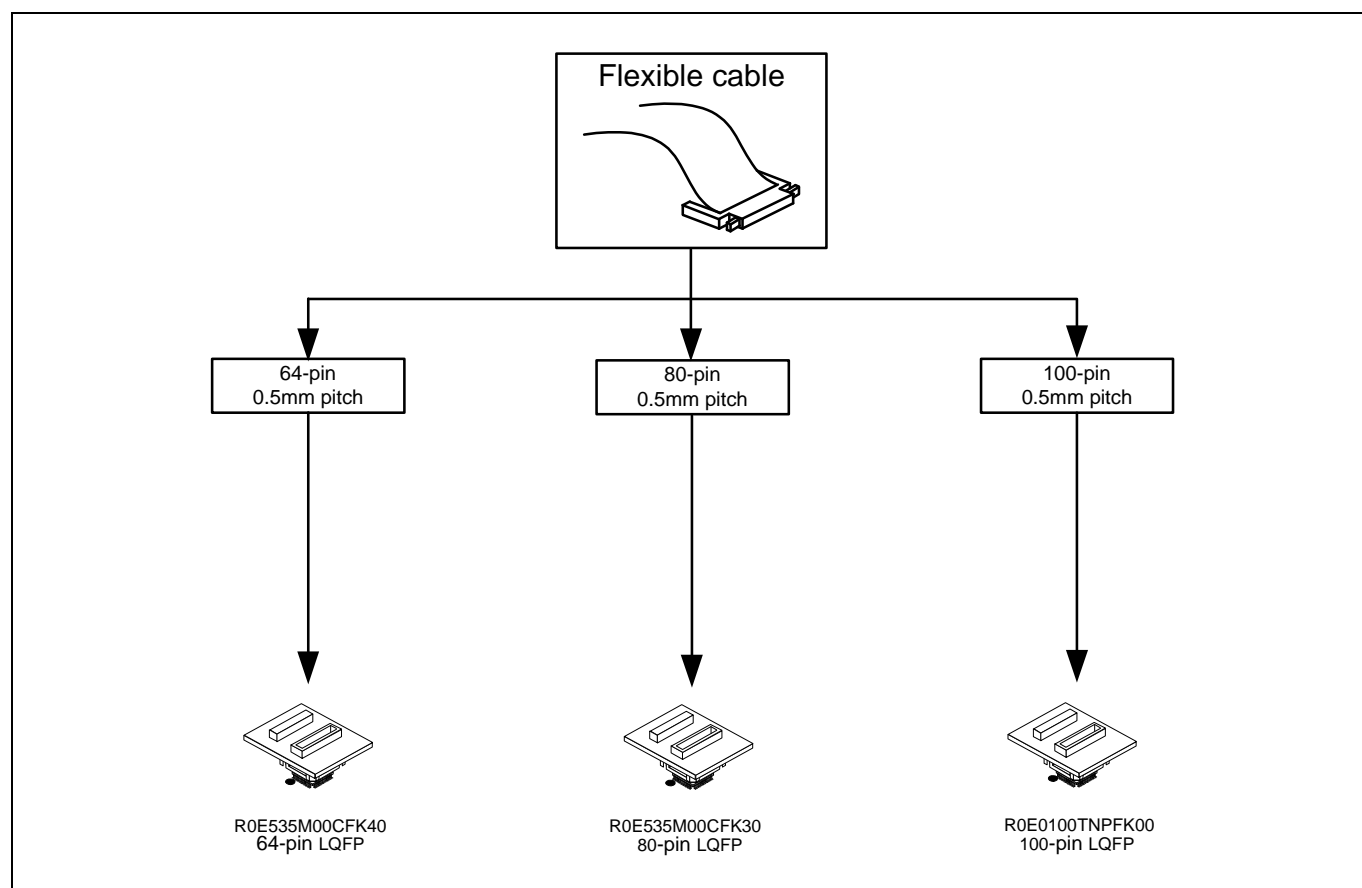 Flexible cable
64-pin
0.5mm pitch
80-pin
0.5mm pitch
100-pin
0.5mm pitch
R0E535M00CFK40
64-pin LQFP
R0E535M00CFK30
80-pin LQFP
R0E0100TNPFK00
100-pin LQFP